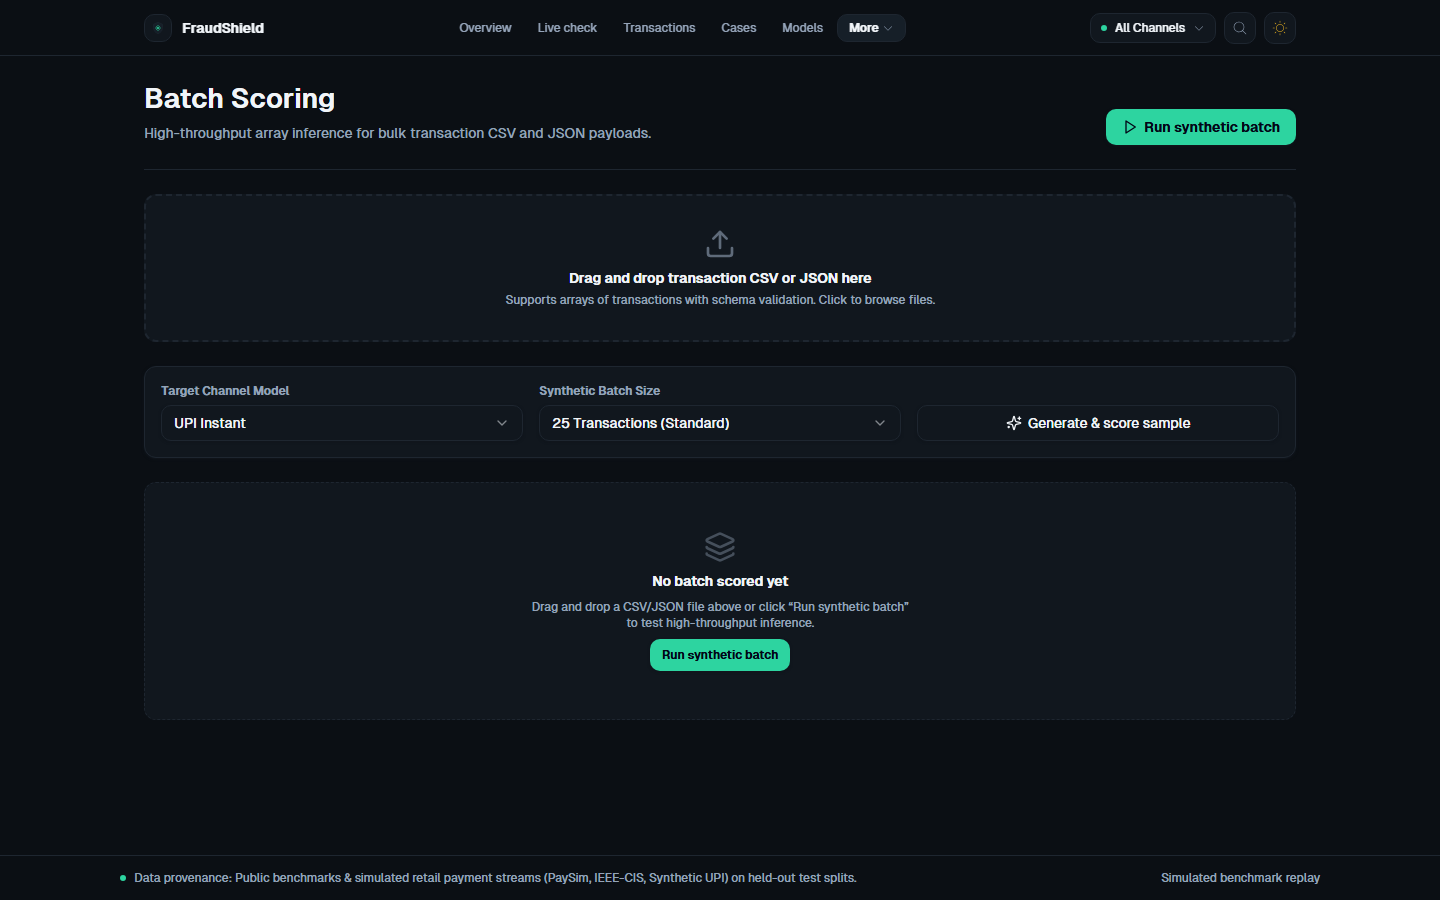 FraudShield
Overview
Live check
Transactions
Cases
Models
More
All Channels
Batch Scoring
High-throughput array inference for bulk transaction CSV and JSON payloads.
Run synthetic batch
Drag and drop transaction CSV or JSON here
Supports arrays of transactions with schema validation. Click to browse files.
Target Channel Model
UPI Instant
Synthetic Batch Size
25 Transactions (Standard)
Generate & score sample
No batch scored yet
Drag and drop a CSV/JSON file above or click “Run synthetic batch”
to test high-throughput inference.
Run synthetic batch
Data provenance: Public benchmarks & simulated retail payment streams (PaySim, IEEE-CIS, Synthetic UPI) on held-out test splits.
Simulated benchmark replay